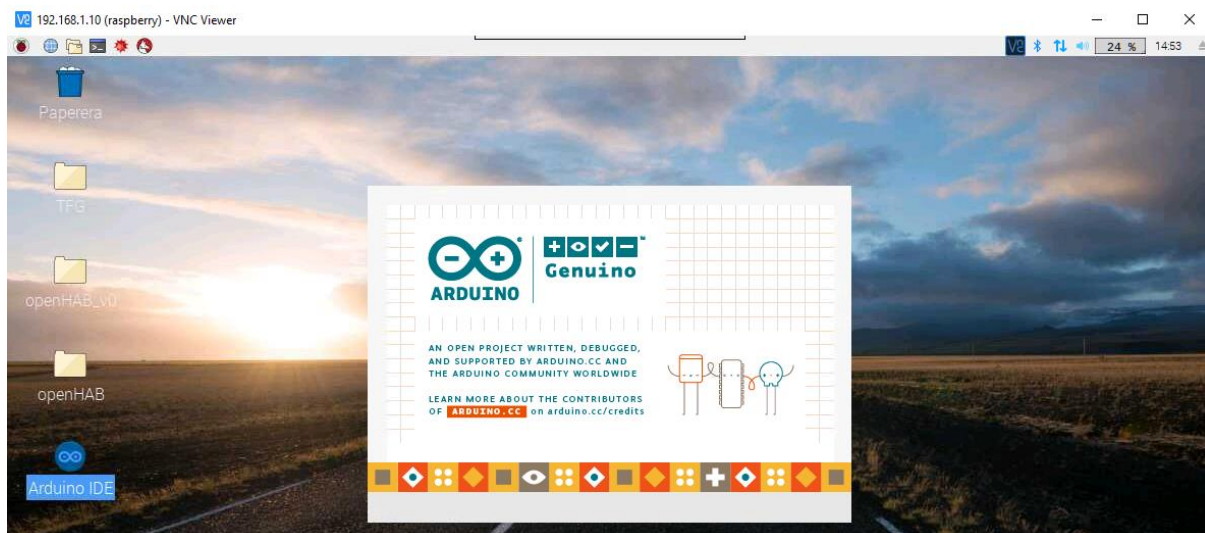 192.168.1.10 (raspberry) - VNC Viewer
24 %
14:53
Paperera
TFG
openHAB_v0
openHAB
Arduino IDE
ARDUINO
Genuino
AN OPEN PROJECT WRITTEN, DEBUGGED,
AND SUPPORTED BY ARDUINO.CC AND
THE ARDUINO COMMUNITY WORLDWIDE
LEARN MORE ABOUT THE CONTRIBUTORS
OF ARDUINO.CC on arduino.cc/credits